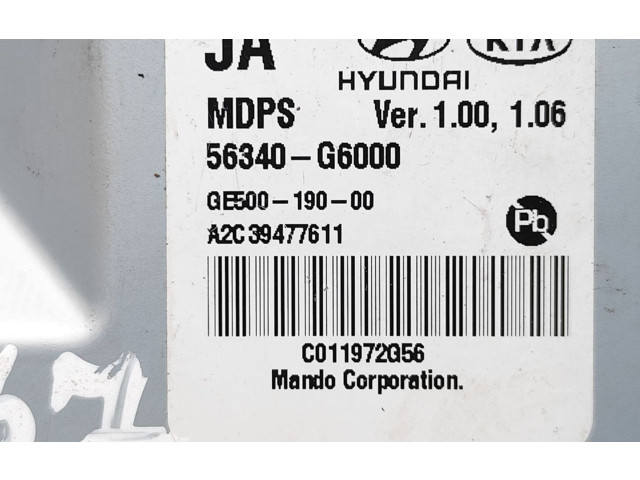 JA KIA
HYUNDAI
MDPS Ver. 1.00, 1.06
56340-G6000
GE500-190-00
Pb
A2C39477611
C011972G56
Mando Corporation.